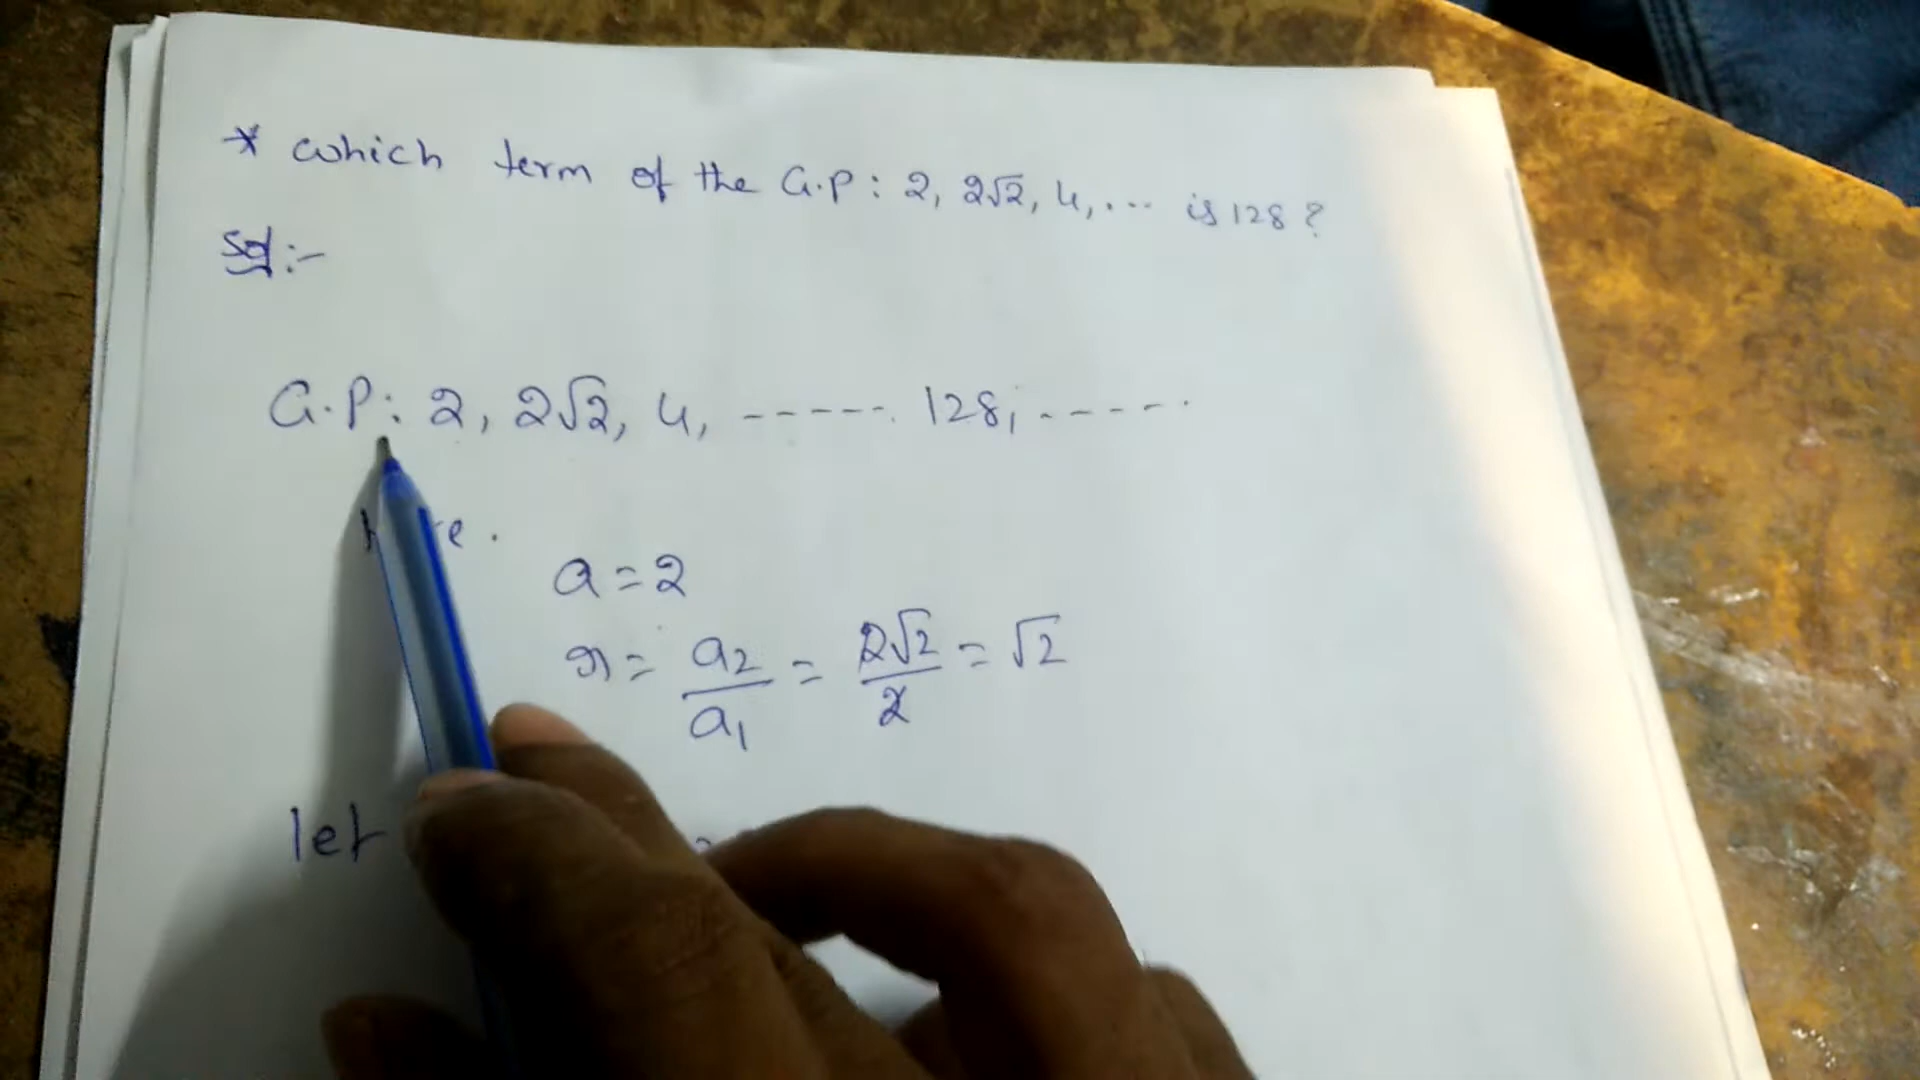 * Which term of the G.P: 2, 2√2, 4,... is 128?
Sol:-
G.P: 2, 2√2, 4, ------ 128, ------
a = 2
r = a2/a1 = 2√2/2 = √2
let